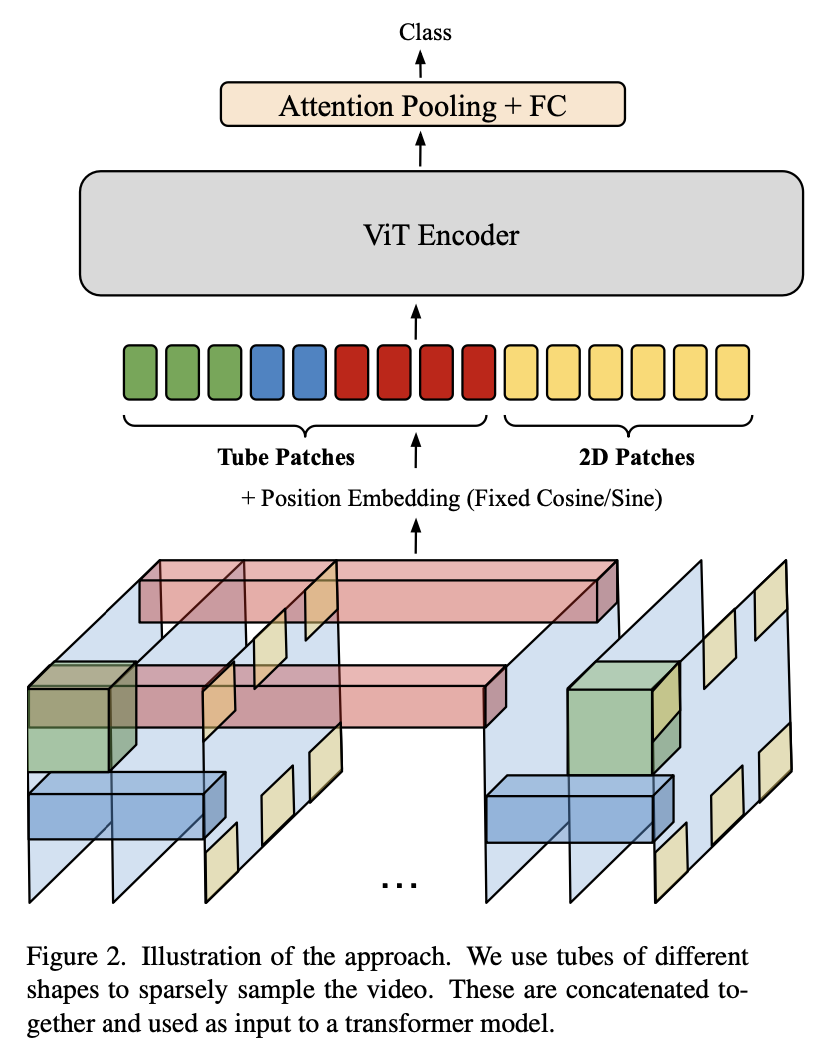 Class
Attention Pooling + FC
ViT Encoder
Tube Patches
2D Patches
+ Position Embedding (Fixed Cosine/Sine)
...
Figure 2. Illustration of the approach. We use tubes of different
shapes to sparsely sample the video. These are concatenated to-
gether and used as input to a transformer model.